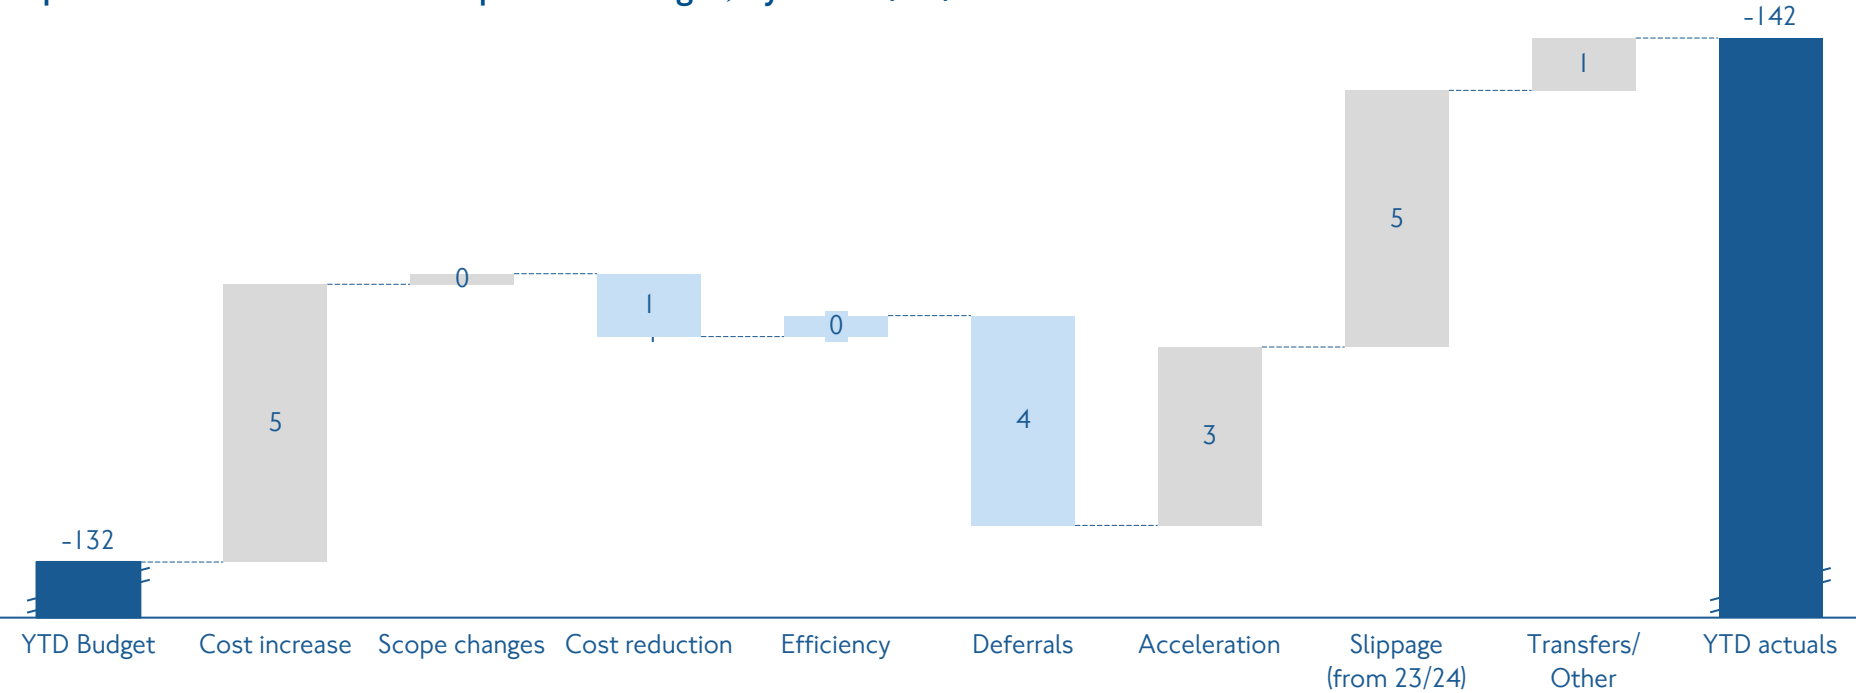 -142
1
5
0
1
0
4
3
5
-132
YTD Budget
Cost increase
Scope changes
Cost reduction
Efficiency
Deferrals
Acceleration
Slippage
(from 23/24)
Transfers/
Other
YTD actuals